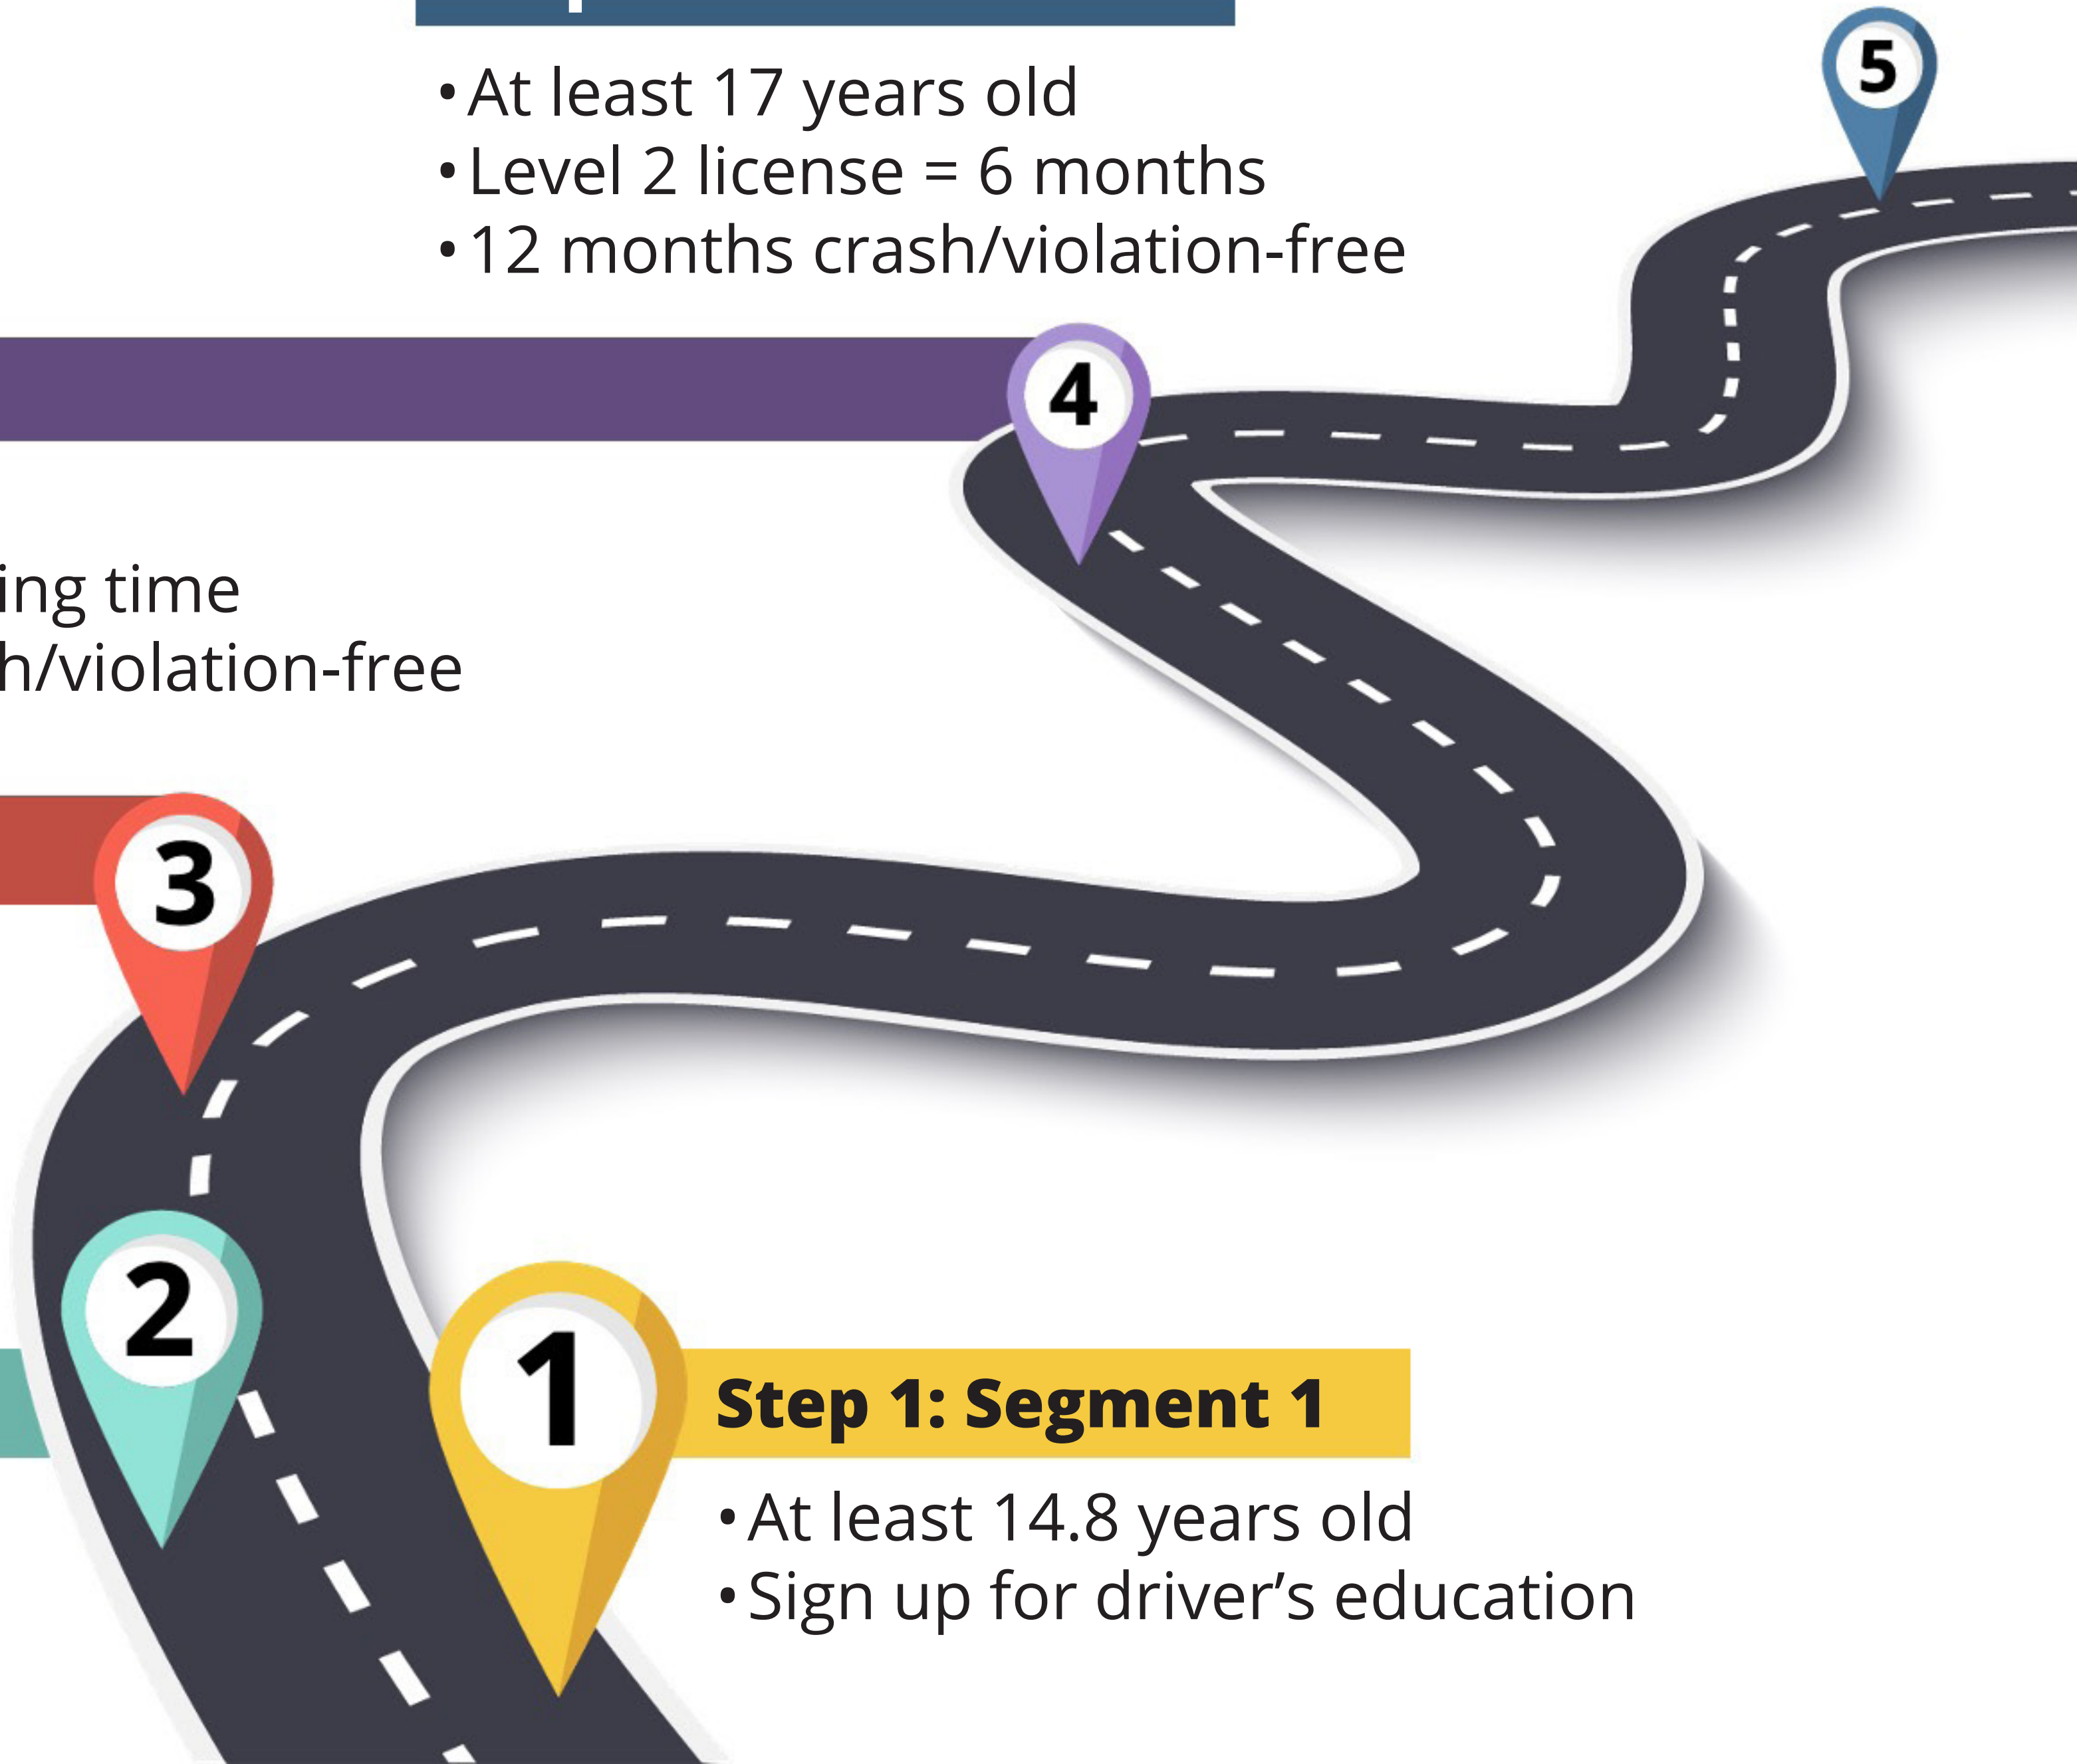 • At least 17 years old
• Level 2 license = 6 months
• 12 months crash/violation-free
5
4
ing time
h/violation-free
3
2
1
Step 1: Segment 1
• At least 14.8 years old
• Sign up for driver’s education